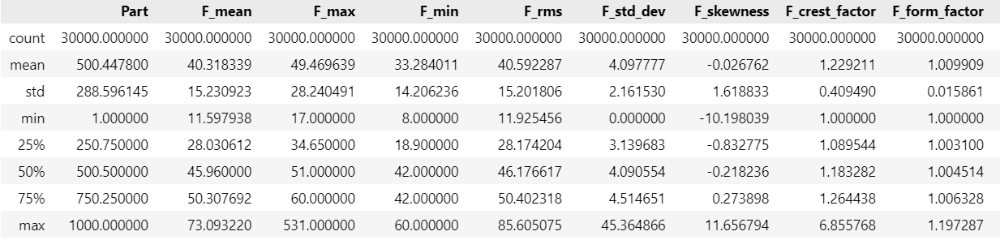 Part F_mean F_max F_min F_rms F_std_dev F_skewness F_crest_factor F_form_factor
count 30000.000000 30000.000000 30000.000000 30000.000000 30000.000000 30000.000000 30000.000000 30000.000000 30000.000000
mean 500.447800 40.318339 49.469639 33.284011 40.592287 4.097777 -0.026762 1.229211 1.009909
std 288.596145 15.230923 28.240491 14.206236 15.201806 2.161530 1.618833 0.409490 0.015861
min 1.000000 11.597938 17.000000 8.000000 11.925456 0.000000 -10.198039 1.000000 1.000000
25% 250.750000 28.030612 34.650000 18.900000 28.174204 3.139683 -0.832775 1.089544 1.003100
50% 500.500000 45.960000 51.000000 42.000000 46.176617 4.090554 -0.218236 1.183282 1.004514
75% 750.250000 50.307692 60.000000 42.000000 50.402318 4.514651 0.273898 1.264438 1.006328
max 1000.000000 73.093220 531.000000 60.000000 85.605075 45.364866 11.656794 6.855768 1.197287